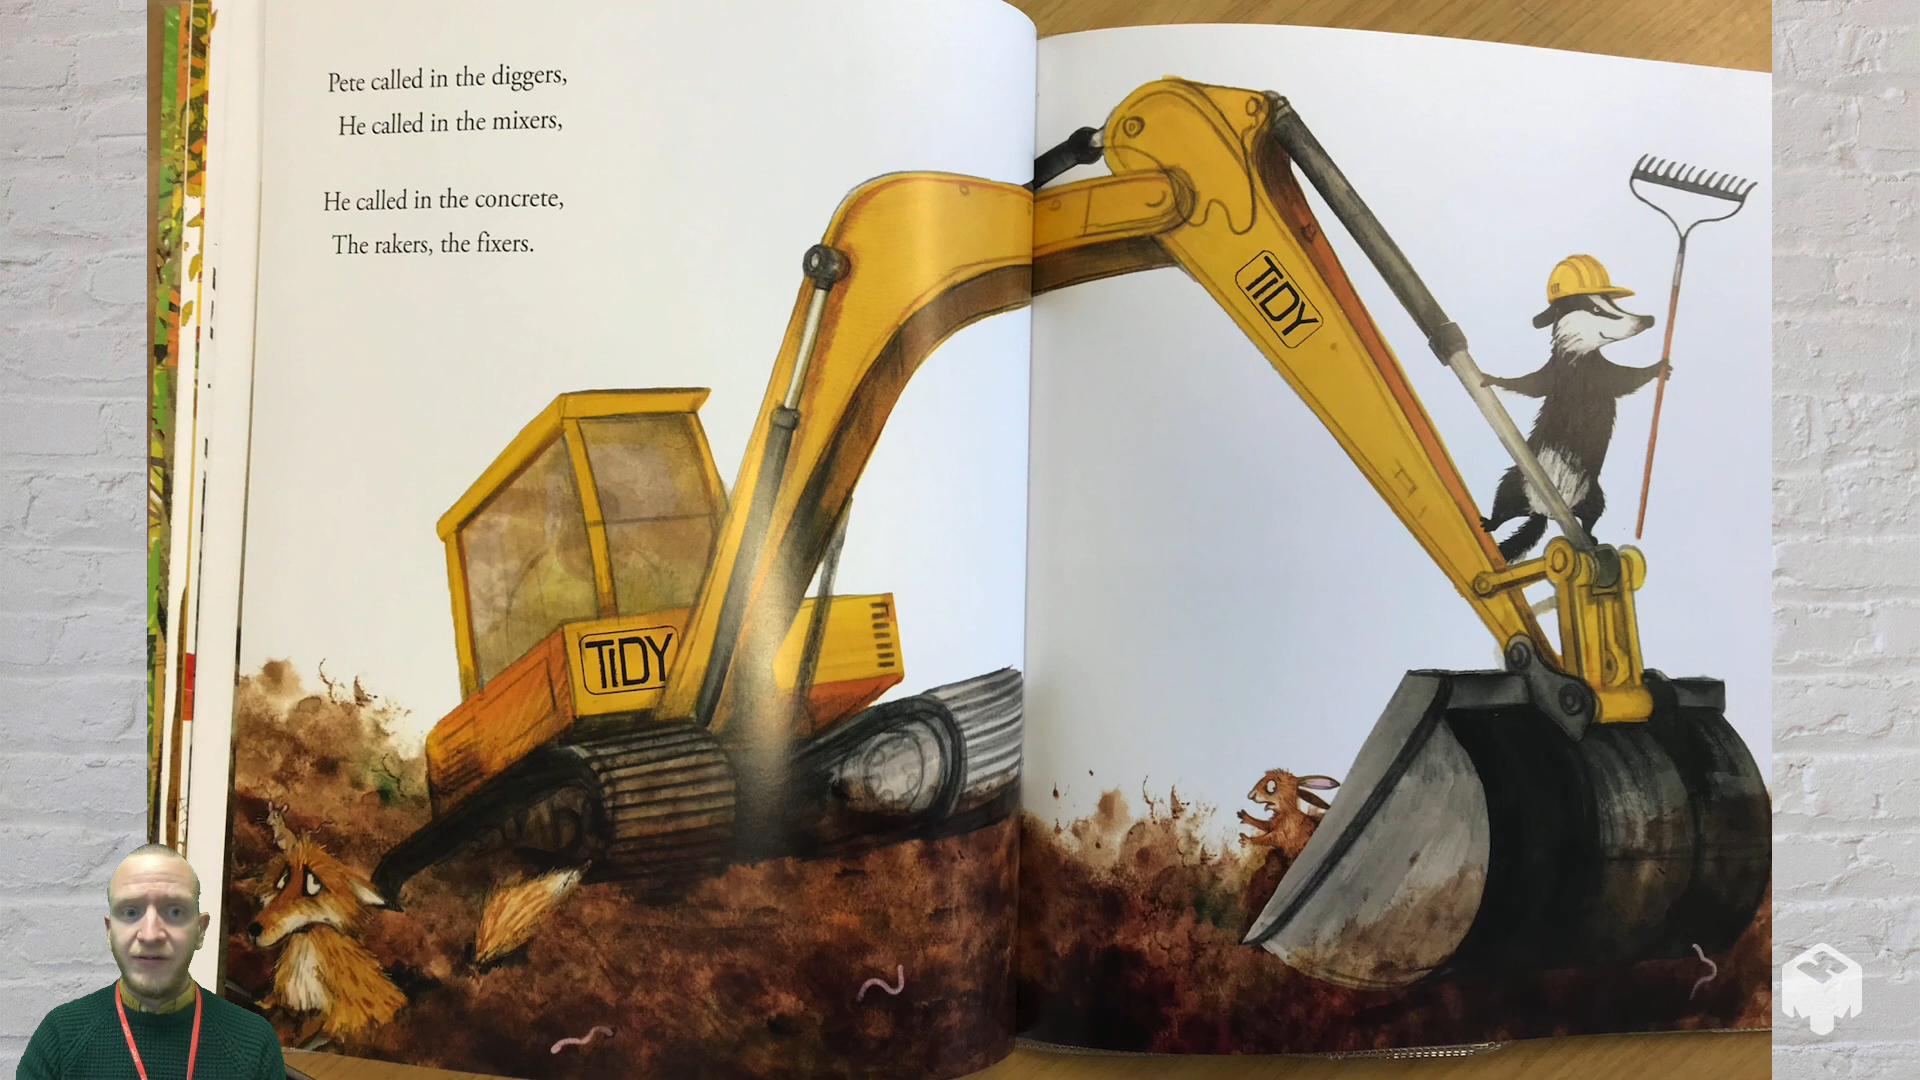 Pete called in the diggers,
He called in the mixers,
He called in the concrete,
The rakers, the fixers.
TiDY
TiDY